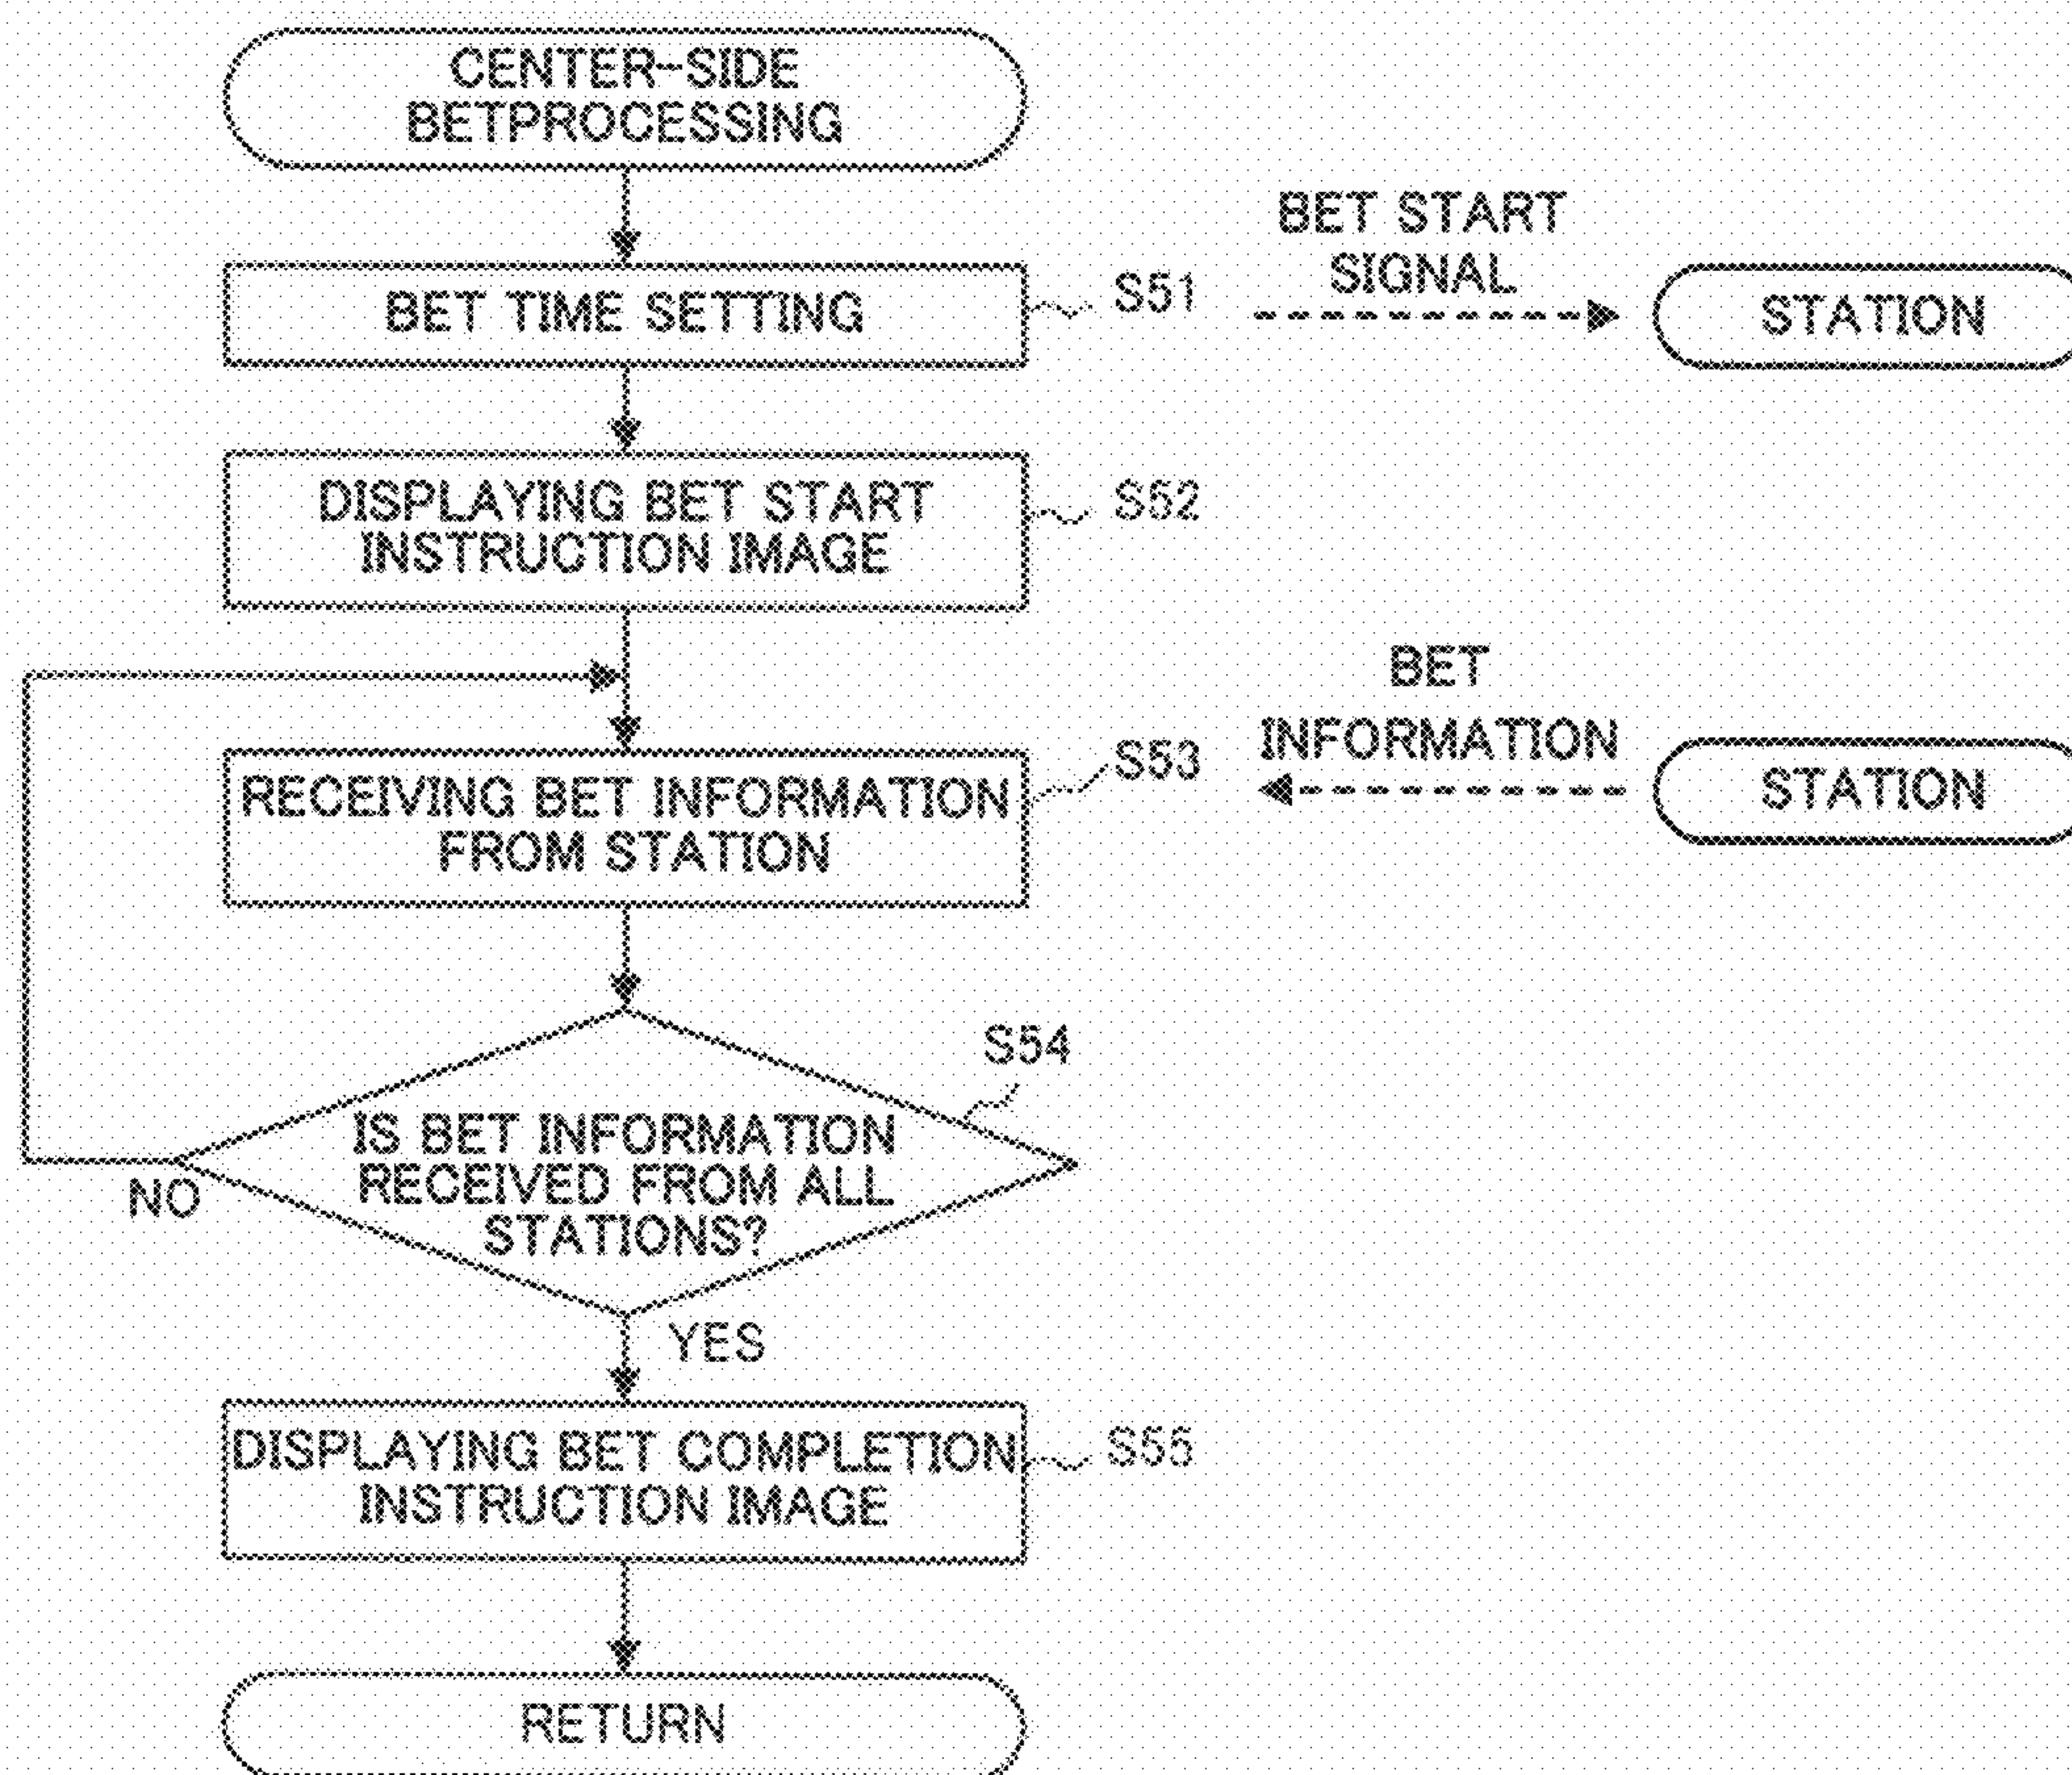 CENTER-SIDE
BETPROCESSING
BET TIME SETTING
S51
BET START
SIGNAL
STATION
DISPLAYING BET START
INSTRUCTION IMAGE
S52
BET
INFORMATION
STATION
RECEIVING BET INFORMATION
FROM STATION
S53
S54
IS BET INFORMATION
RECEIVED FROM ALL
STATIONS?
NO
YES
DISPLAYING BET COMPLETION
INSTRUCTION IMAGE
S55
RETURN